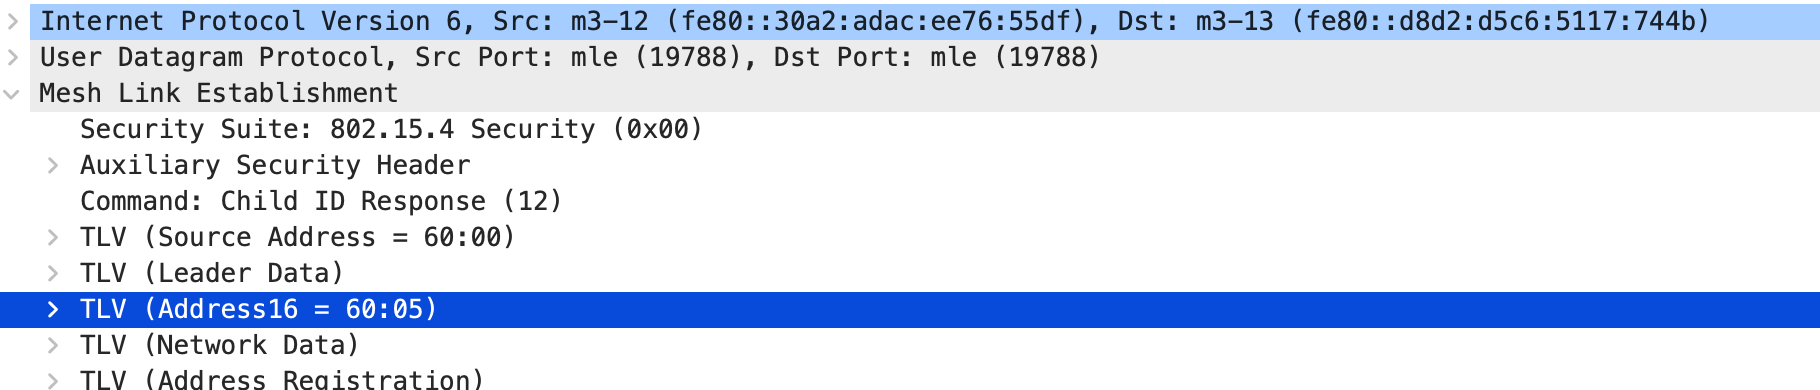 Internet Protocol Version 6, Src: m3-12 (fe80::30a2:adac:ee76:55df), Dst: m3-13 (fe80::d8d2:d5c6:5117:744b)
User Datagram Protocol, Src Port: mle (19788), Dst Port: mle (19788)
Mesh Link Establishment
Security Suite: 802.15.4 Security (0x00)
Auxiliary Security Header
Command: Child ID Response (12)
TLV (Source Address = 60:00)
TLV (Leader Data)
TLV (Address16 = 60:05)
TLV (Network Data)
TLV (Address Registration)